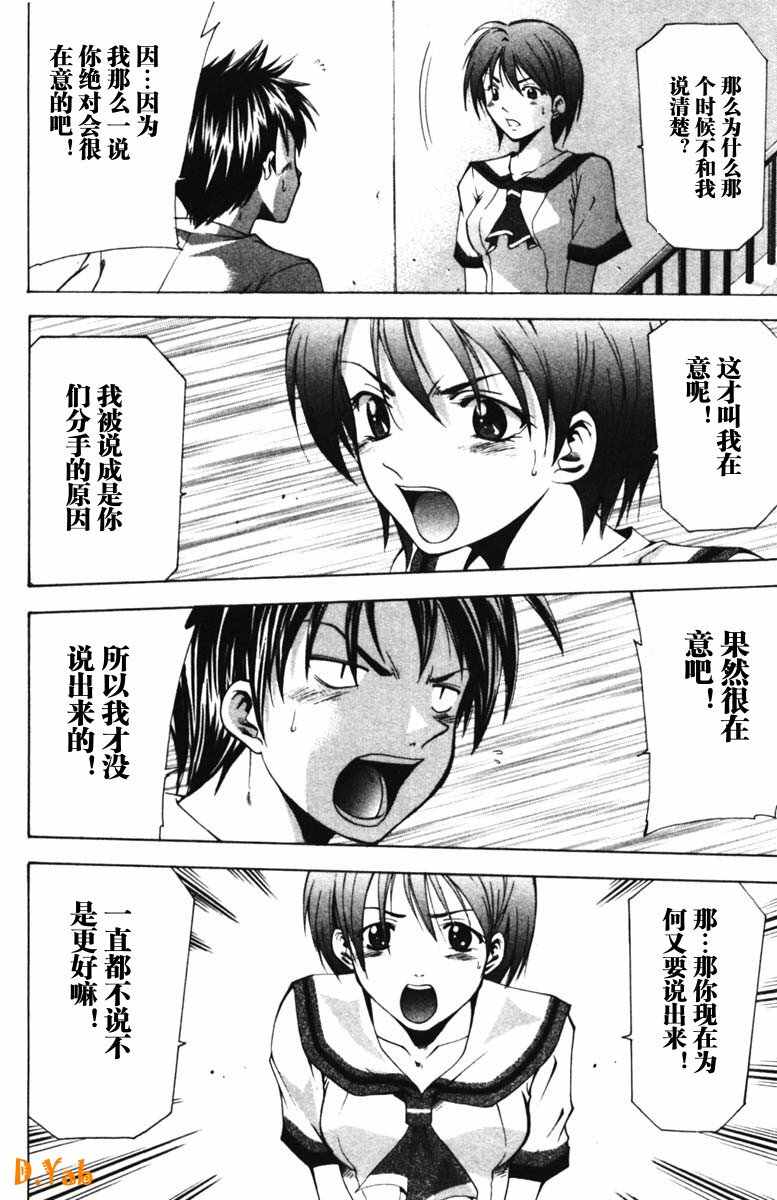 那么为什么那
个时候不和我
说清楚？
因…因为
我那么一说
你绝对会很
在意的吧！
这才叫我在
意呢！
我被说成是你
们分手的原因
果然很在
意吧！
所以我才没
说出来的！
那…那你现在为
何又要说出来！
一直都不说不
是更好嘛！
D.Yab